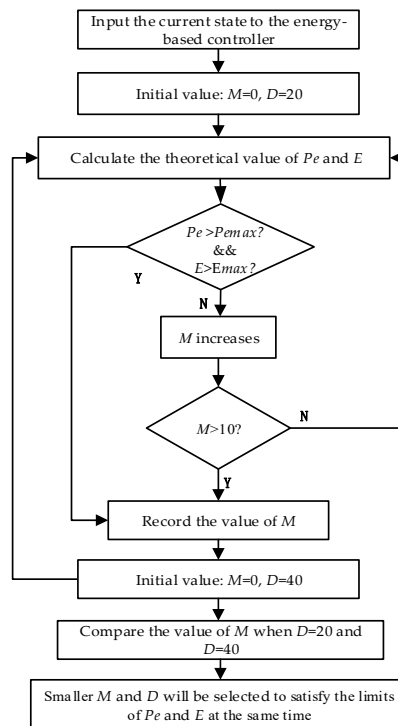 Input the current state to the energy-
based controller
Initial value: M=0, D=20
Calculate the theoretical value of Pe and E
Pe >Pemax?
&&
E>Emax?
Y
N
M increases
M>10?
N
Y
Record the value of M
Initial value: M=0, D=40
Compare the value of M when D=20 and
D=40
Smaller M and D will be selected to satisfy the limits
of Pe and E at the same time